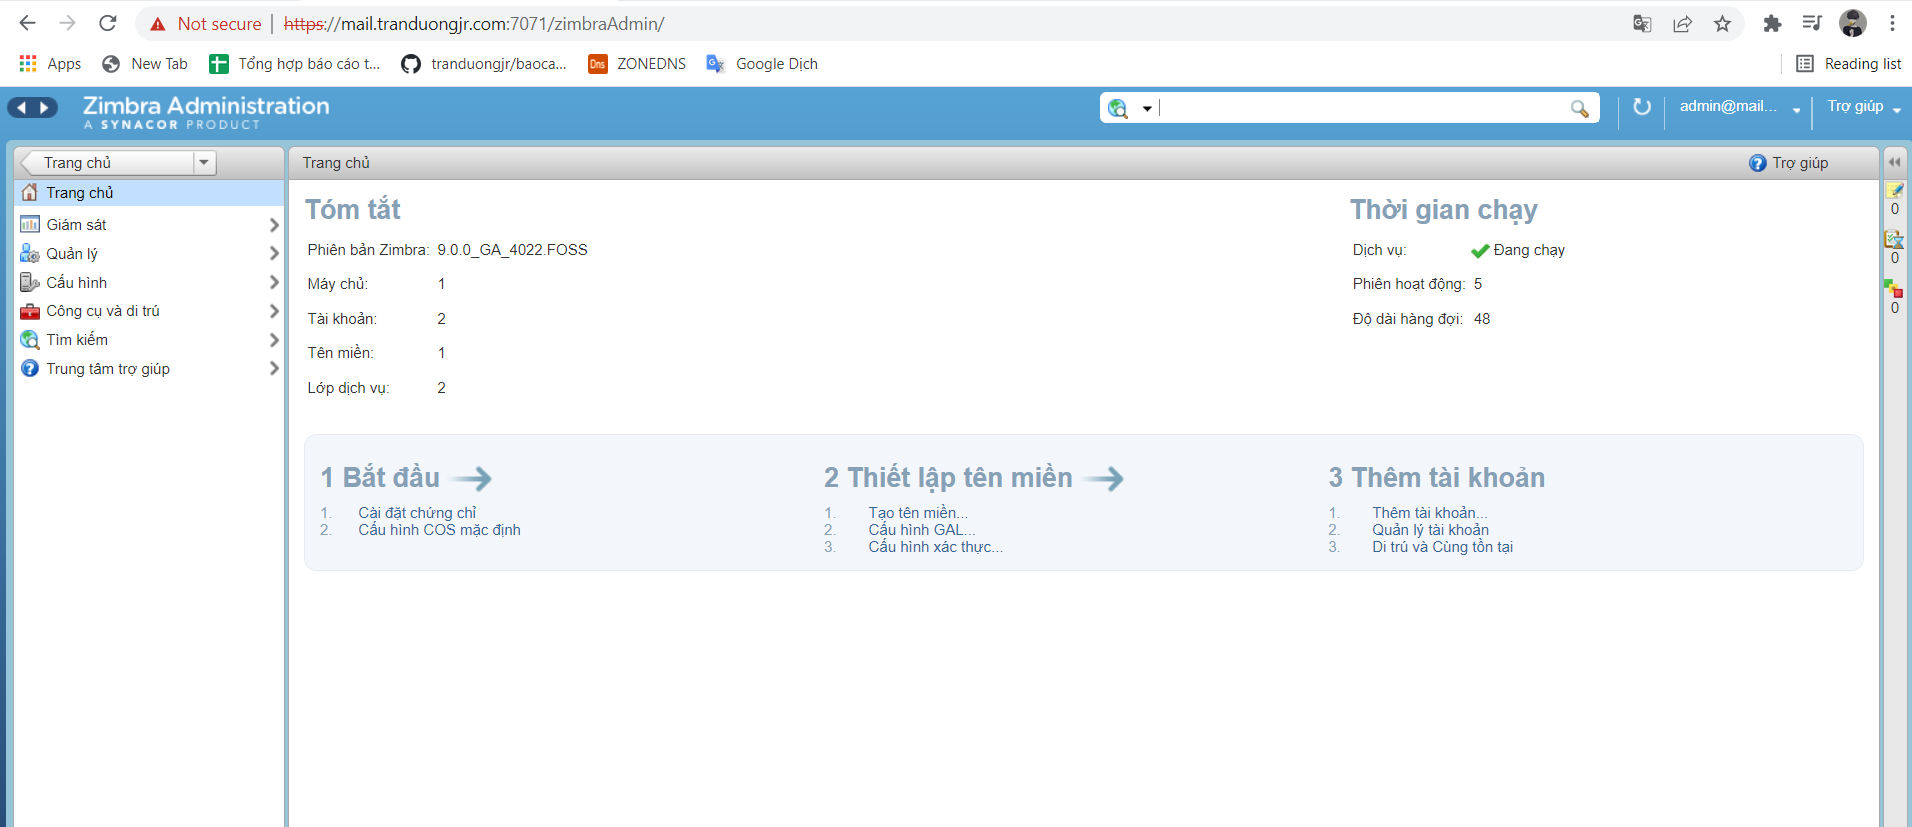 Not secure | https://mail.tranduongjr.com:7071/zimbraAdmin/
Apps New Tab Tổng hợp báo cáo t... tranduongjr/baoca... Dns ZONEDNS Google Dịch Reading list
Zimbra Administration
A SYNACOR PRODUCT
admin@mail... Trợ giúp
Trang chủ
Trang chủ
Giám sát
Quản lý
Cấu hình
Công cụ và di trú
Tìm kiếm
Trung tâm trợ giúp
Trang chủ Trợ giúp
Tóm tắt
Phiên bản Zimbra: 9.0.0_GA_4022.FOSS
Máy chủ: 1
Tài khoản: 2
Tên miền: 1
Lớp dịch vụ: 2
Thời gian chạy
Dịch vụ: Đang chạy
Phiên hoạt động: 5
Độ dài hàng đợi: 48
1 Bắt đầu
1. Cài đặt chứng chỉ
2. Cấu hình COS mặc định
2 Thiết lập tên miền
1. Tạo tên miền...
2. Cấu hình GAL...
3. Cấu hình xác thực...
3 Thêm tài khoản
1. Thêm tài khoản...
2. Quản lý tài khoản
3. Di trú và Cùng tồn tại
0
0
0